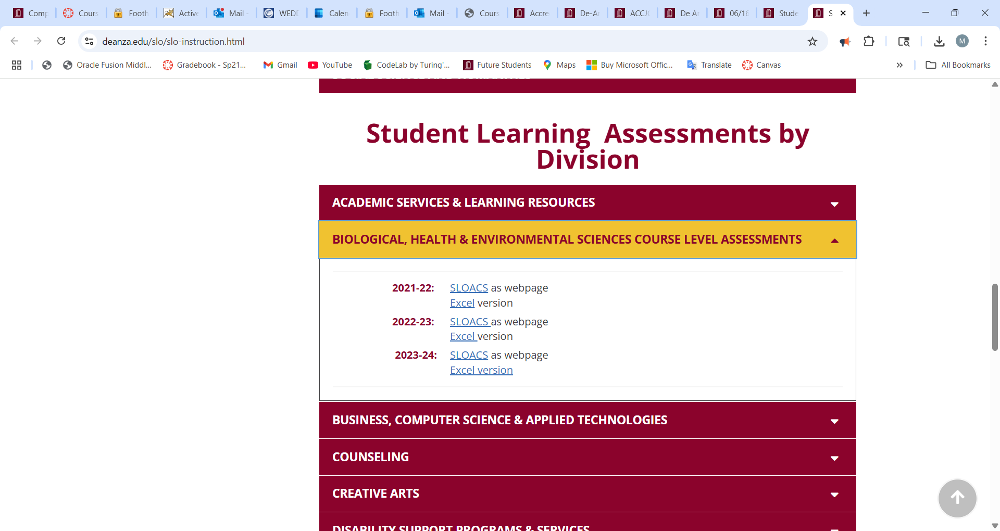 Comp
Cours
Footh
Active
Mail -
WEDD
Calen
Footh
Mail -
Cours
Accre
De-A
ACCJC
De An
06/16
Stude
S
deanza.edu/slo/slo-instruction.html
M
Oracle Fusion Middl...
Gradebook - Sp21...
Gmail
YouTube
CodeLab by Turing'...
Future Students
Maps
Buy Microsoft Offic...
Translate
Canvas
All Bookmarks
Student Learning  Assessments by
Division
ACADEMIC SERVICES & LEARNING RESOURCES
BIOLOGICAL, HEALTH & ENVIRONMENTAL SCIENCES COURSE LEVEL ASSESSMENTS
2021-22: SLOACS as webpage
Excel version
2022-23: SLOACS as webpage
Excel version
2023-24: SLOACS as webpage
Excel version
BUSINESS, COMPUTER SCIENCE & APPLIED TECHNOLOGIES
COUNSELING
CREATIVE ARTS
DISABILITY SUPPORT PROGRAMS & SERVICES